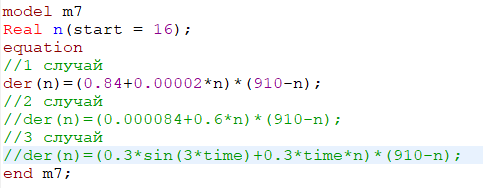 model m7
Real n(start = 16);
equation
//1 случай
der(n)=(0.84+0.00002*n)*(910-n);
//2 случай
//der(n)=(0.000084+0.6*n)*(910-n);
//3 случай
//der(n)=(0.3*sin(3*time)+0.3*time*n)*(910-n);
end m7;